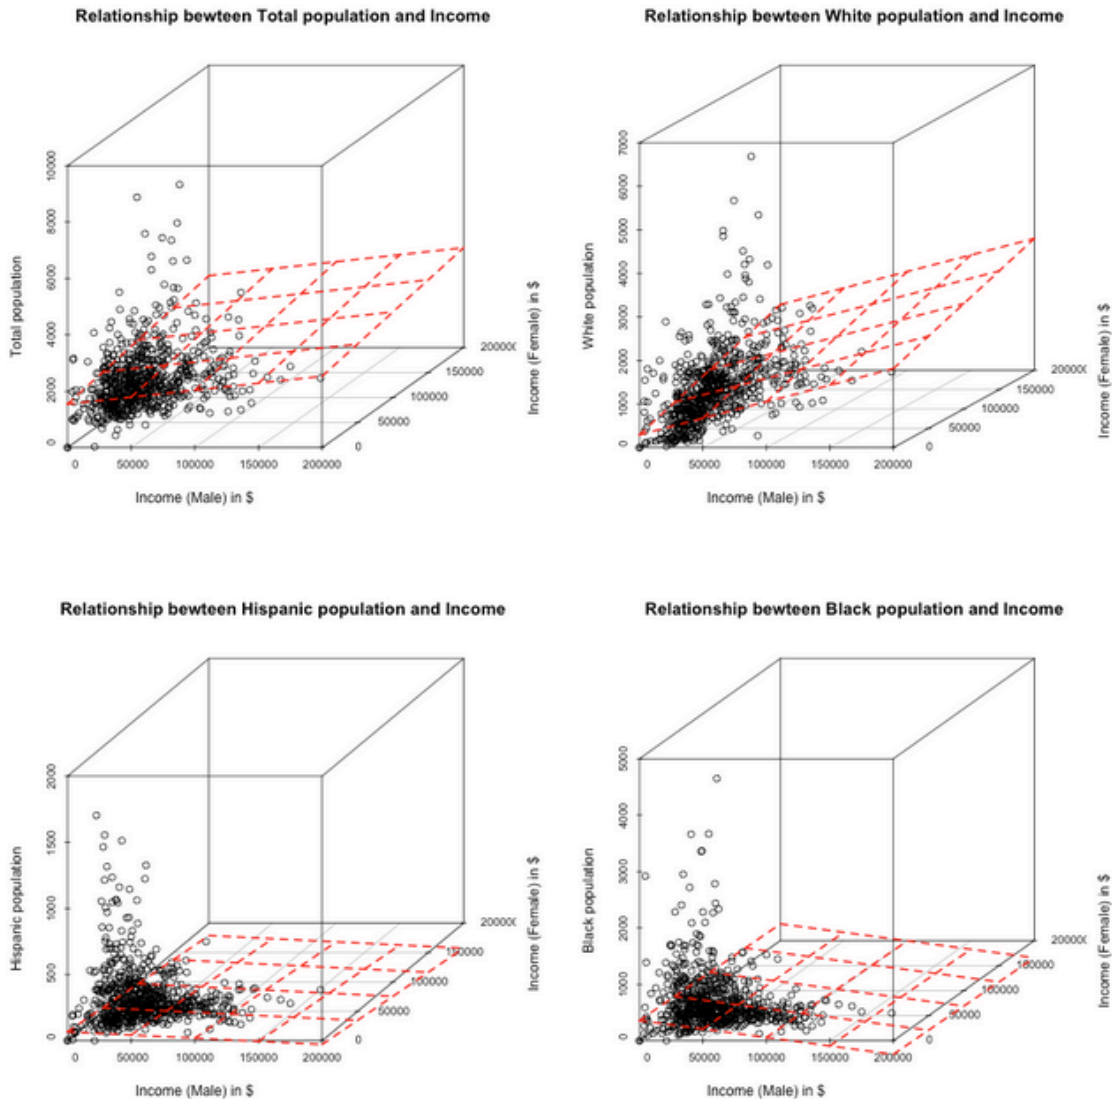 Relationship bewteen Total population and Income
Total population
10000
8000
6000
4000
2000
0
0 50000 100000 150000 200000
Income (Male) in $
0
50000
100000
150000
20000
Income (Female) in $
Relationship bewteen White population and Income
White population
7000
6000
5000
4000
3000
2000
1000
0
0 50000 100000 150000 200000
Income (Male) in $
0
50000
100000
150000
20000
Income (Female) in $
Relationship bewteen Hispanic population and Income
Hispanic population
2000
1500
1000
500
0
0 50000 100000 150000 200000
Income (Male) in $
0
50000
100000
150000
20000
Income (Female) in $
Relationship bewteen Black population and Income
Black population
5000
4000
3000
2000
1000
0
0 50000 100000 150000 200000
Income (Male) in $
0
50000
100000
150000
20000
Income (Female) in $